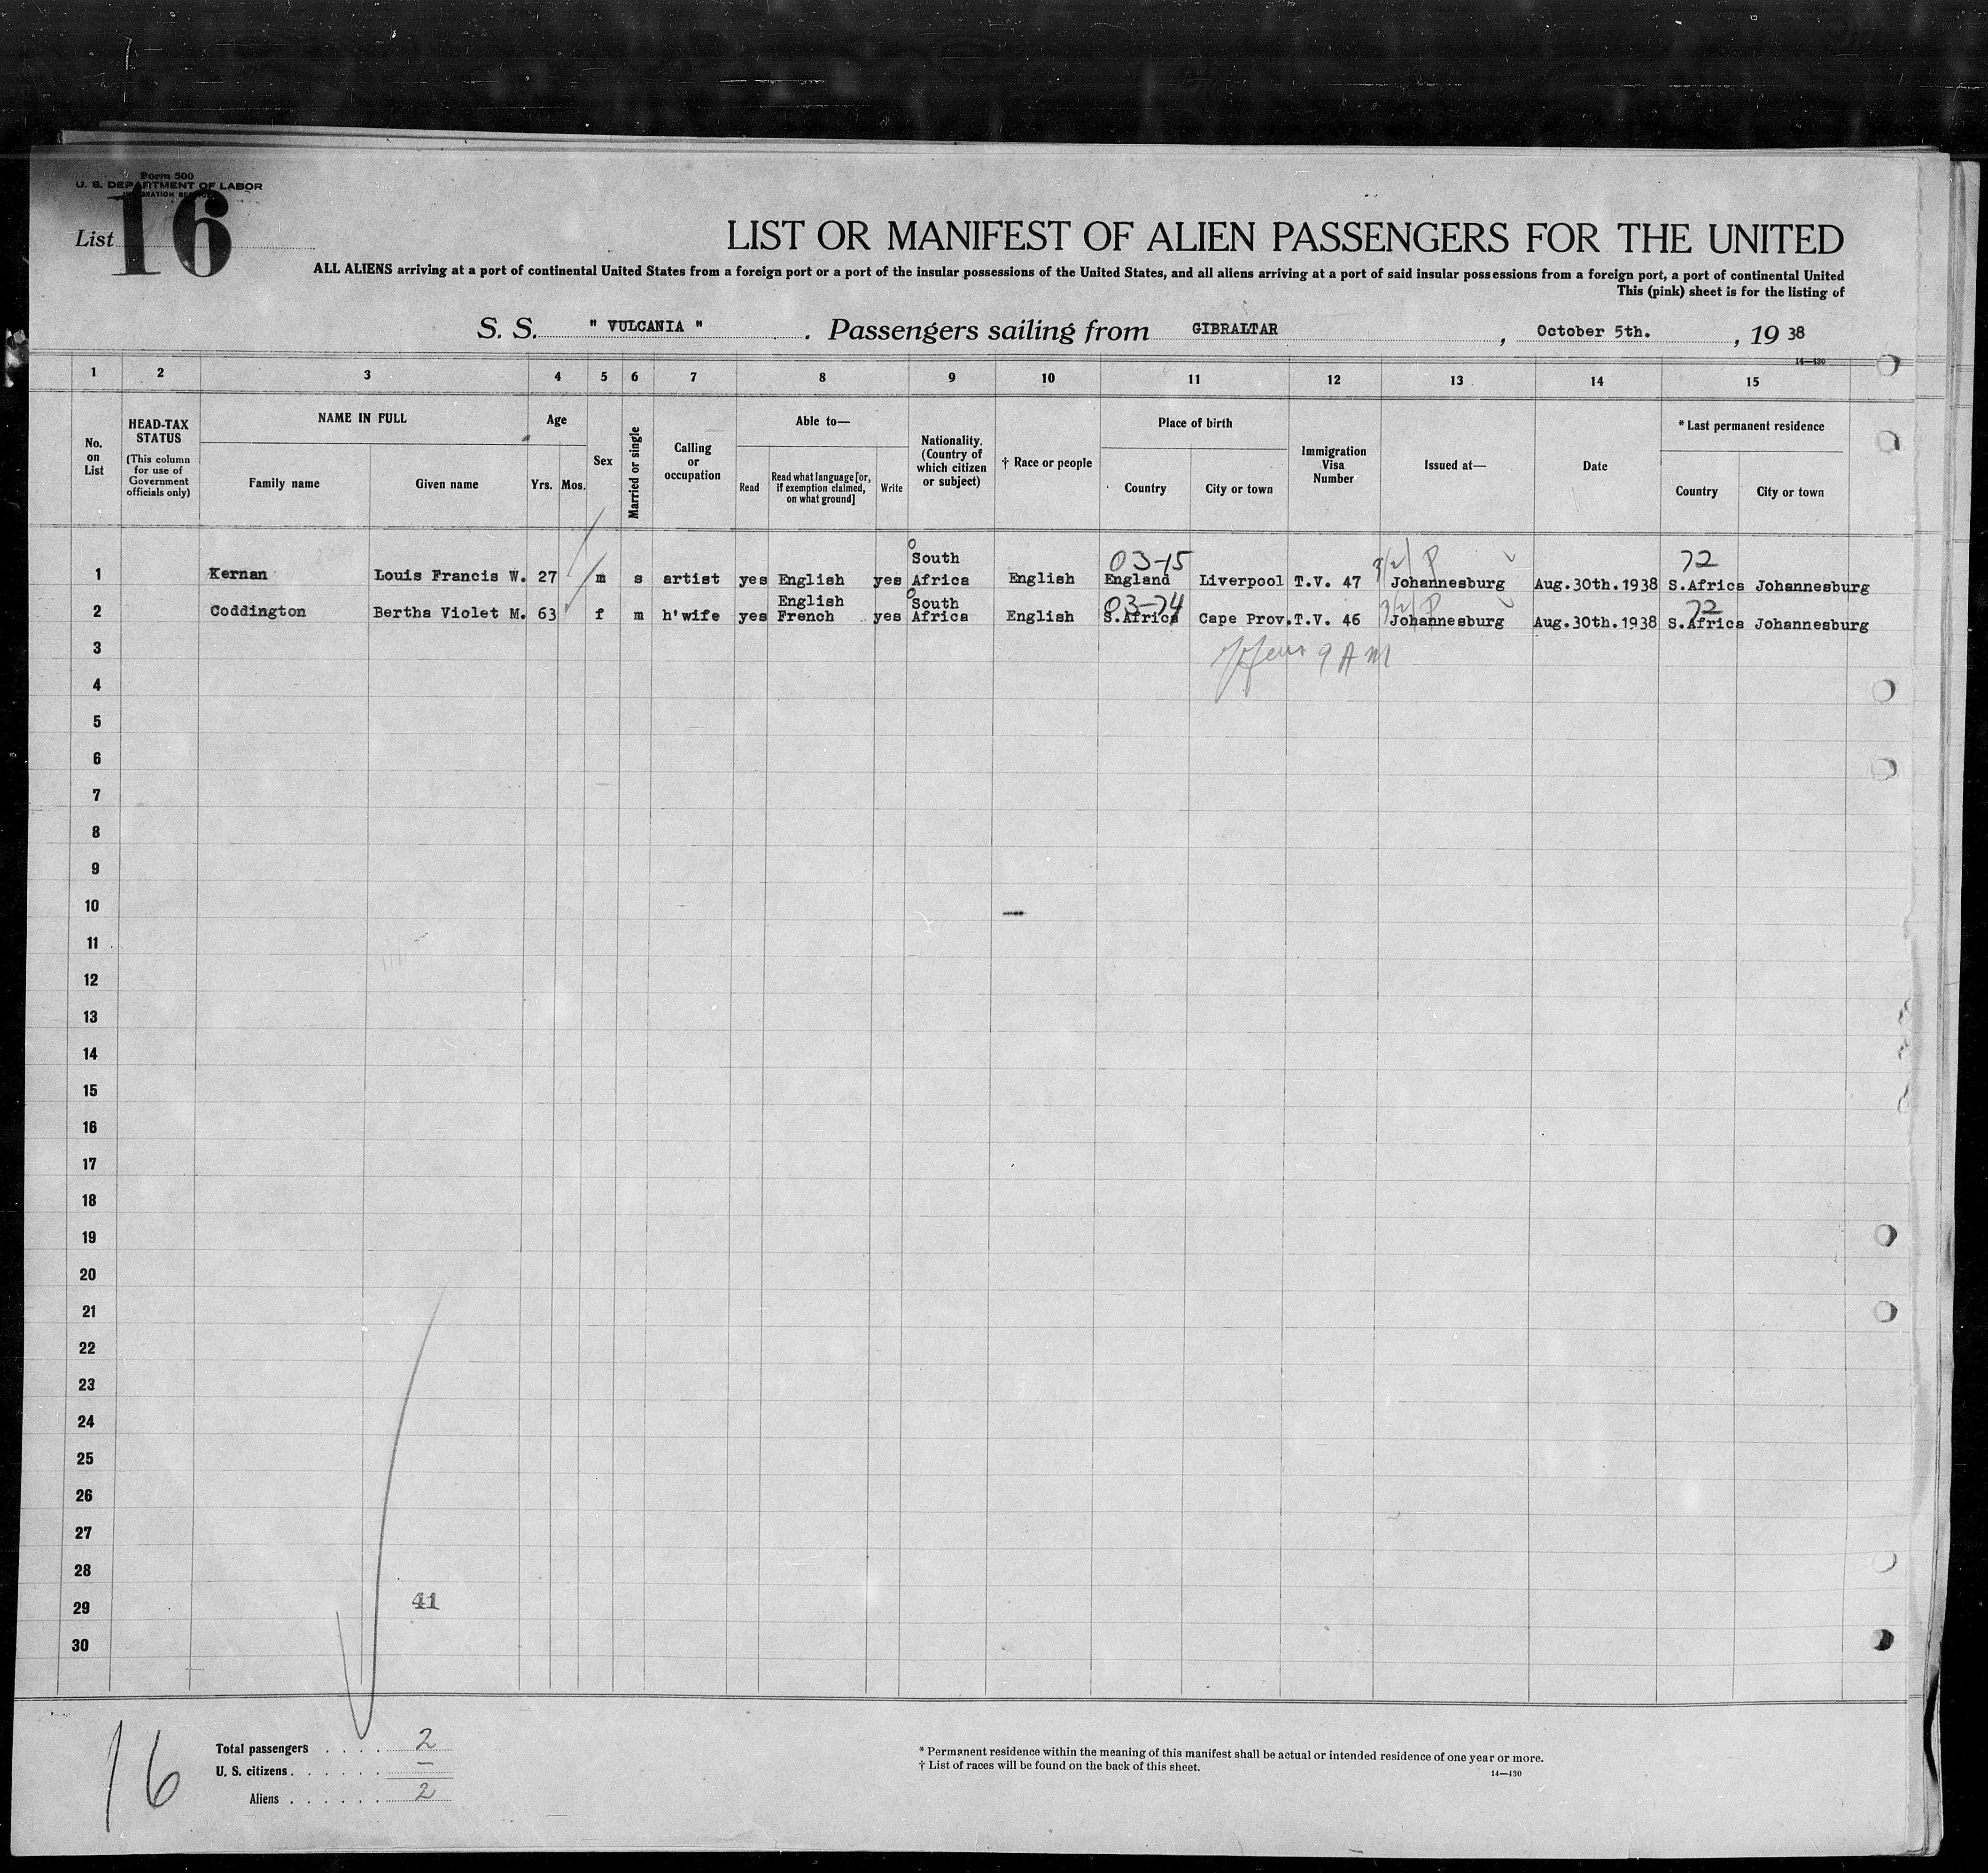 Form 500
U. S. DEPARTMENT OF LABOR
IMMIGRATION SERVICE
List 16
LIST OR MANIFEST OF ALIEN PASSENGERS FOR THE UNITED
ALL ALIENS arriving at a port of continental United States from a foreign port or a port of the insular possessions of the United States, and all aliens arriving at a port of said insular possessions from a foreign port, a port of continental United
This (pink) sheet is for the listing of
S. S. " VULCANIA " . Passengers sailing from GIBRALTAR , October 5th. , 19 38
14—430
1 2 3 4 5 6 7 8 9 10 11 12 13 14 15
No. on List
HEAD-TAX STATUS (This column for use of Government officials only)
NAME IN FULL
Family name Given name
Age
Yrs. Mos.
Sex
Married or single
Calling or occupation
Able to—
Read Read what language [or, if exemption claimed, on what ground] Write
Nationality. (Country of which citizen or subject)
† Race or people
Place of birth
Country City or town
Immigration Visa Number
Issued at—
Date
* Last permanent residence
Country City or town
03-15 P 72
1 Kernan Louis Francis W. 27 m s artist yes English yes South Africa English England Liverpool T.V. 47 Johannesburg Aug.30th.1938 S.Africa Johannesburg
03-74 P 72
2 Coddington Bertha Violet M. 63 f m h'wife yes English French yes South Africa English S.Africa Cape Prov. T.V. 46 Johannesburg Aug.30th.1938 S.Africa Johannesburg
3 9 AM
4
5
6
7
8
9
10
11
12
13
14
15
16
17
18
19
20
21
22
23
24
25
26
27
28
29 41
30
16
Total passengers . . . . 2
U. S. citizens . . . . . . —
Aliens . . . . . . 2
* Permanent residence within the meaning of this manifest shall be actual or intended residence of one year or more.
† List of races will be found on the back of this sheet.
14—430